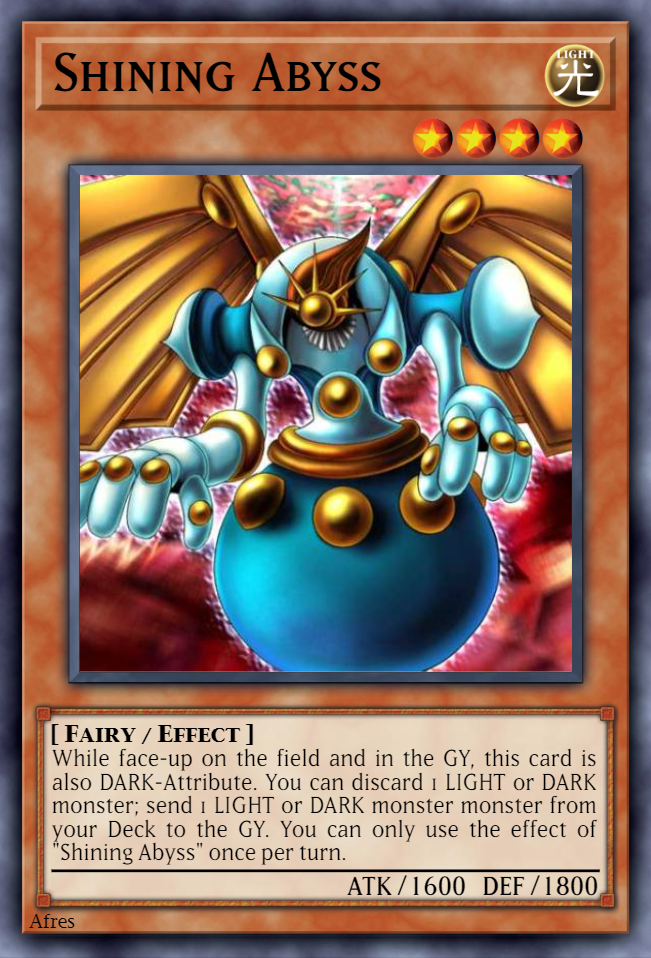 Shining Abyss
LIGHT
光
[ Fairy / Effect ]
While face-up on the field and in the GY, this card is
also DARK-Attribute. You can discard 1 LIGHT or DARK
monster; send 1 LIGHT or DARK monster monster from
your Deck to the GY. You can only use the effect of
"Shining Abyss" once per turn.
ATK / 1600 DEF / 1800
Afres